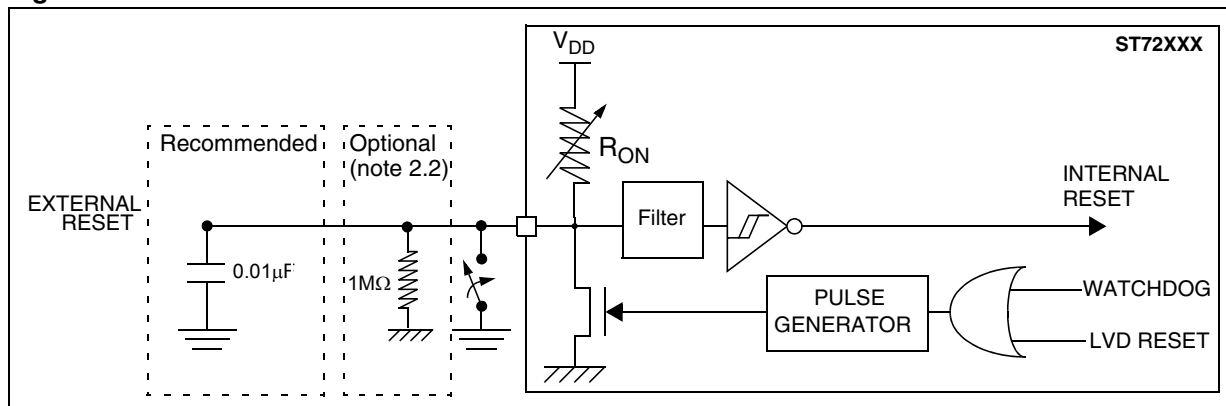 ST72XXX
VDD
RON
Recommended
Optional
(note 2.2)
EXTERNAL
RESET
0.01μF
1MΩ
Filter
INTERNAL
RESET
PULSE
GENERATOR
WATCHDOG
LVD RESET